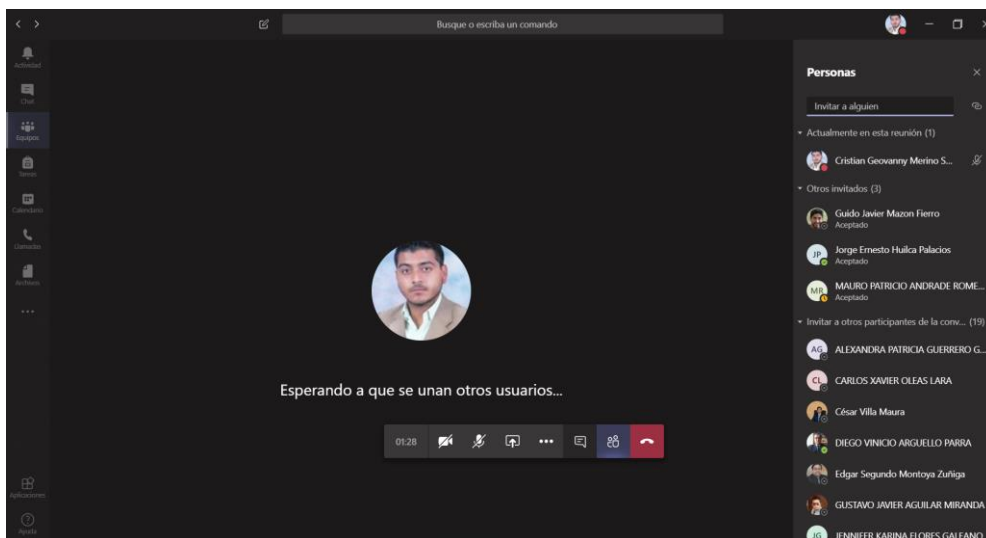 Busque o escriba un comando
Actividad
Chat
Equipos
Tareas
Calendario
Llamadas
Archivos
Aplicaciones
Ayuda
Esperando a que se unan otros usuarios...
01:28
Personas
Invitar a alguien
Actualmente en esta reunión (1)
Cristian Geovanny Merino S...
Otros invitados (3)
Guido Javier Mazon Fierro
Aceptado
JP
Jorge Ernesto Huilca Palacios
Aceptado
MR
MAURO PATRICIO ANDRADE ROME...
Aceptado
Invitar a otros participantes de la conv... (19)
AG
ALEXANDRA PATRICIA GUERRERO G...
CL
CARLOS XAVIER OLEAS LARA
César Villa Maura
DIEGO VINICIO ARGUELLO PARRA
Edgar Segundo Montoya Zuñiga
GUSTAVO JAVIER AGUILAR MIRANDA
JG
JENNIFER KARINA FLORES GALEANO